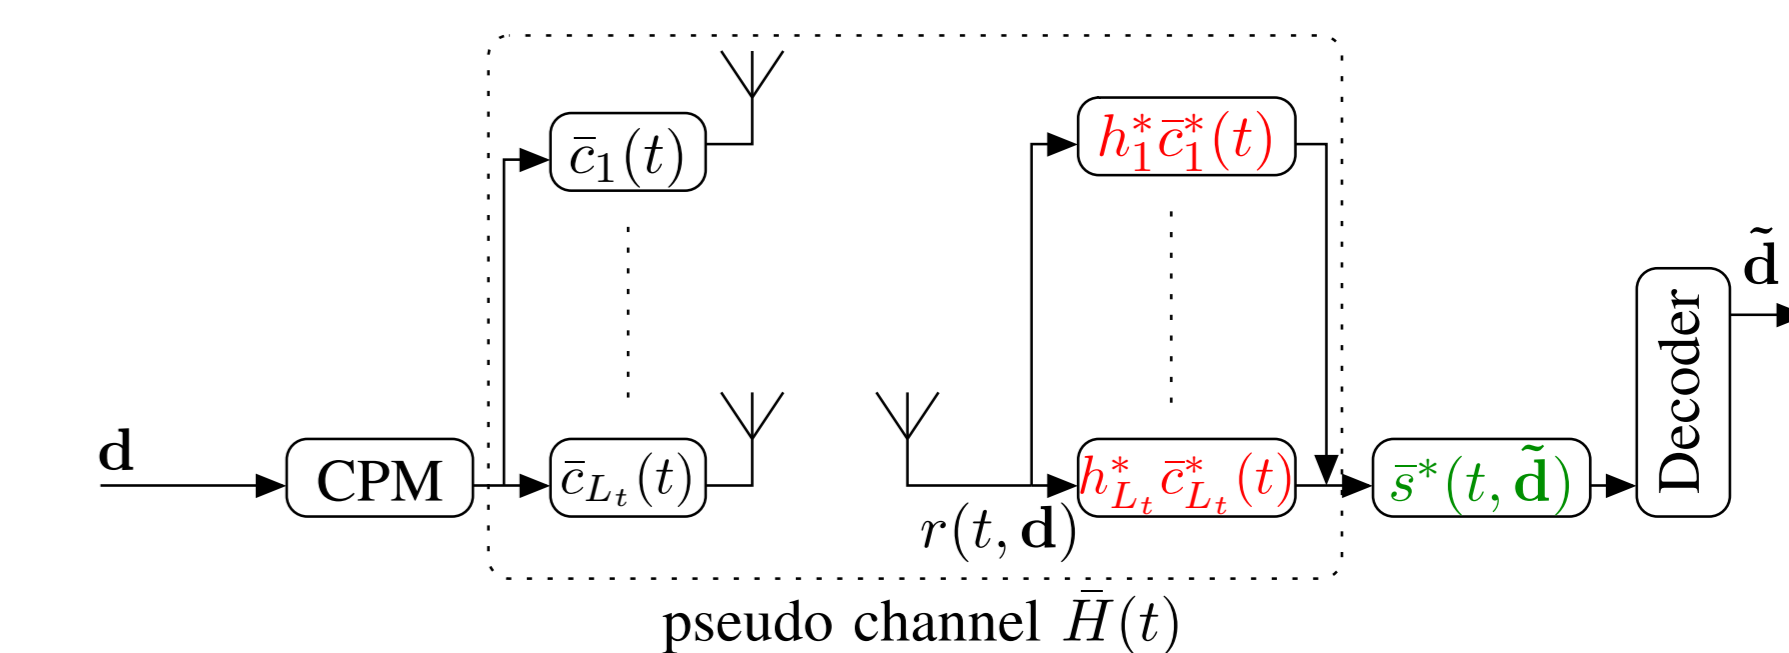 d
CPM
c̄₁(t)
c̄_{L_t}(t)
r(t, d)
h₁*c̄₁*(t)
h*_{L_t}c̄*_{L_t}(t)
s̄*(t, d̃)
Decoder
d̃
pseudo channel H̄(t)